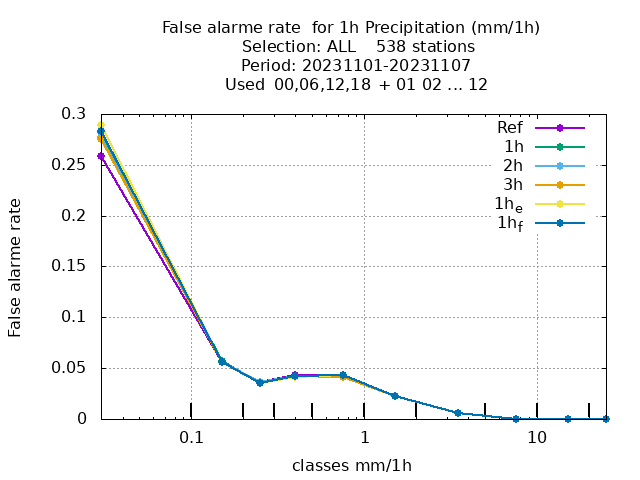 False alarme rate  for 1h Precipitation (mm/1h)
Selection: ALL    538 stations
Period: 20231101-20231107
Used  00,06,12,18 + 01 02 ... 12
0.3
0.25
0.2
0.15
0.1
0.05
0
False alarme rate
Ref
1h
2h
3h
1he
1hf
0.1 1 10
classes mm/1h